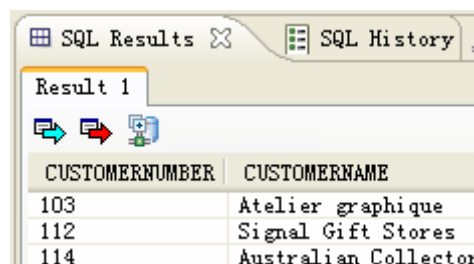 SQL Results SQL History
Result 1
CUSTOMERNUMBER CUSTOMERNAME
103 Atelier graphique
112 Signal Gift Stores
114 Australian Collector